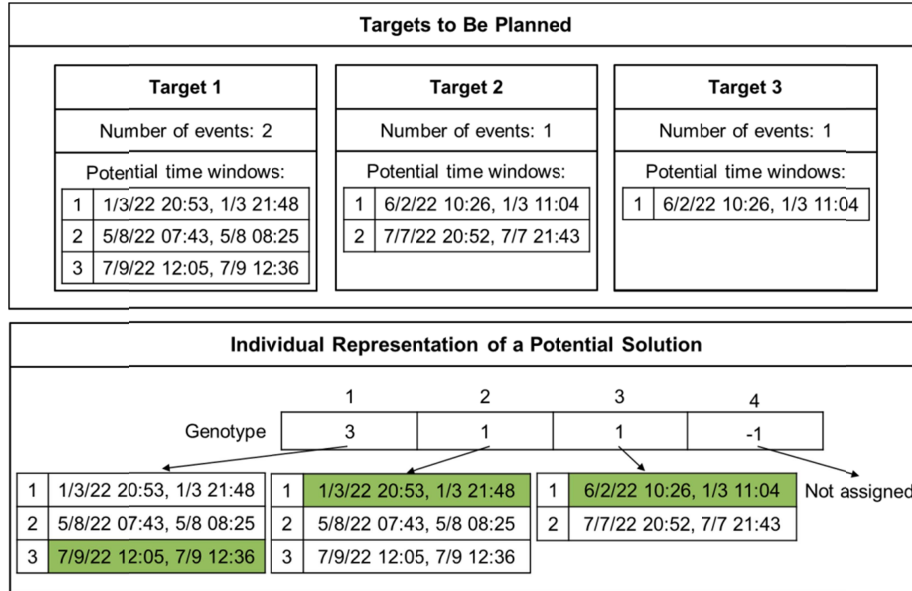 Targets to Be Planned
Target 1
Number of events: 2
Potential time windows:
1 1/3/22 20:53, 1/3 21:48
2 5/8/22 07:43, 5/8 08:25
3 7/9/22 12:05, 7/9 12:36
Target 2
Number of events: 1
Potential time windows:
1 6/2/22 10:26, 1/3 11:04
2 7/7/22 20:52, 7/7 21:43
Target 3
Number of events: 1
Potential time windows:
1 6/2/22 10:26, 1/3 11:04
Individual Representation of a Potential Solution
1 2 3 4
Genotype 3 1 1 -1
1 1/3/22 20:53, 1/3 21:48
2 5/8/22 07:43, 5/8 08:25
3 7/9/22 12:05, 7/9 12:36
1 1/3/22 20:53, 1/3 21:48
2 5/8/22 07:43, 5/8 08:25
3 7/9/22 12:05, 7/9 12:36
1 6/2/22 10:26, 1/3 11:04
2 7/7/22 20:52, 7/7 21:43
Not assigned